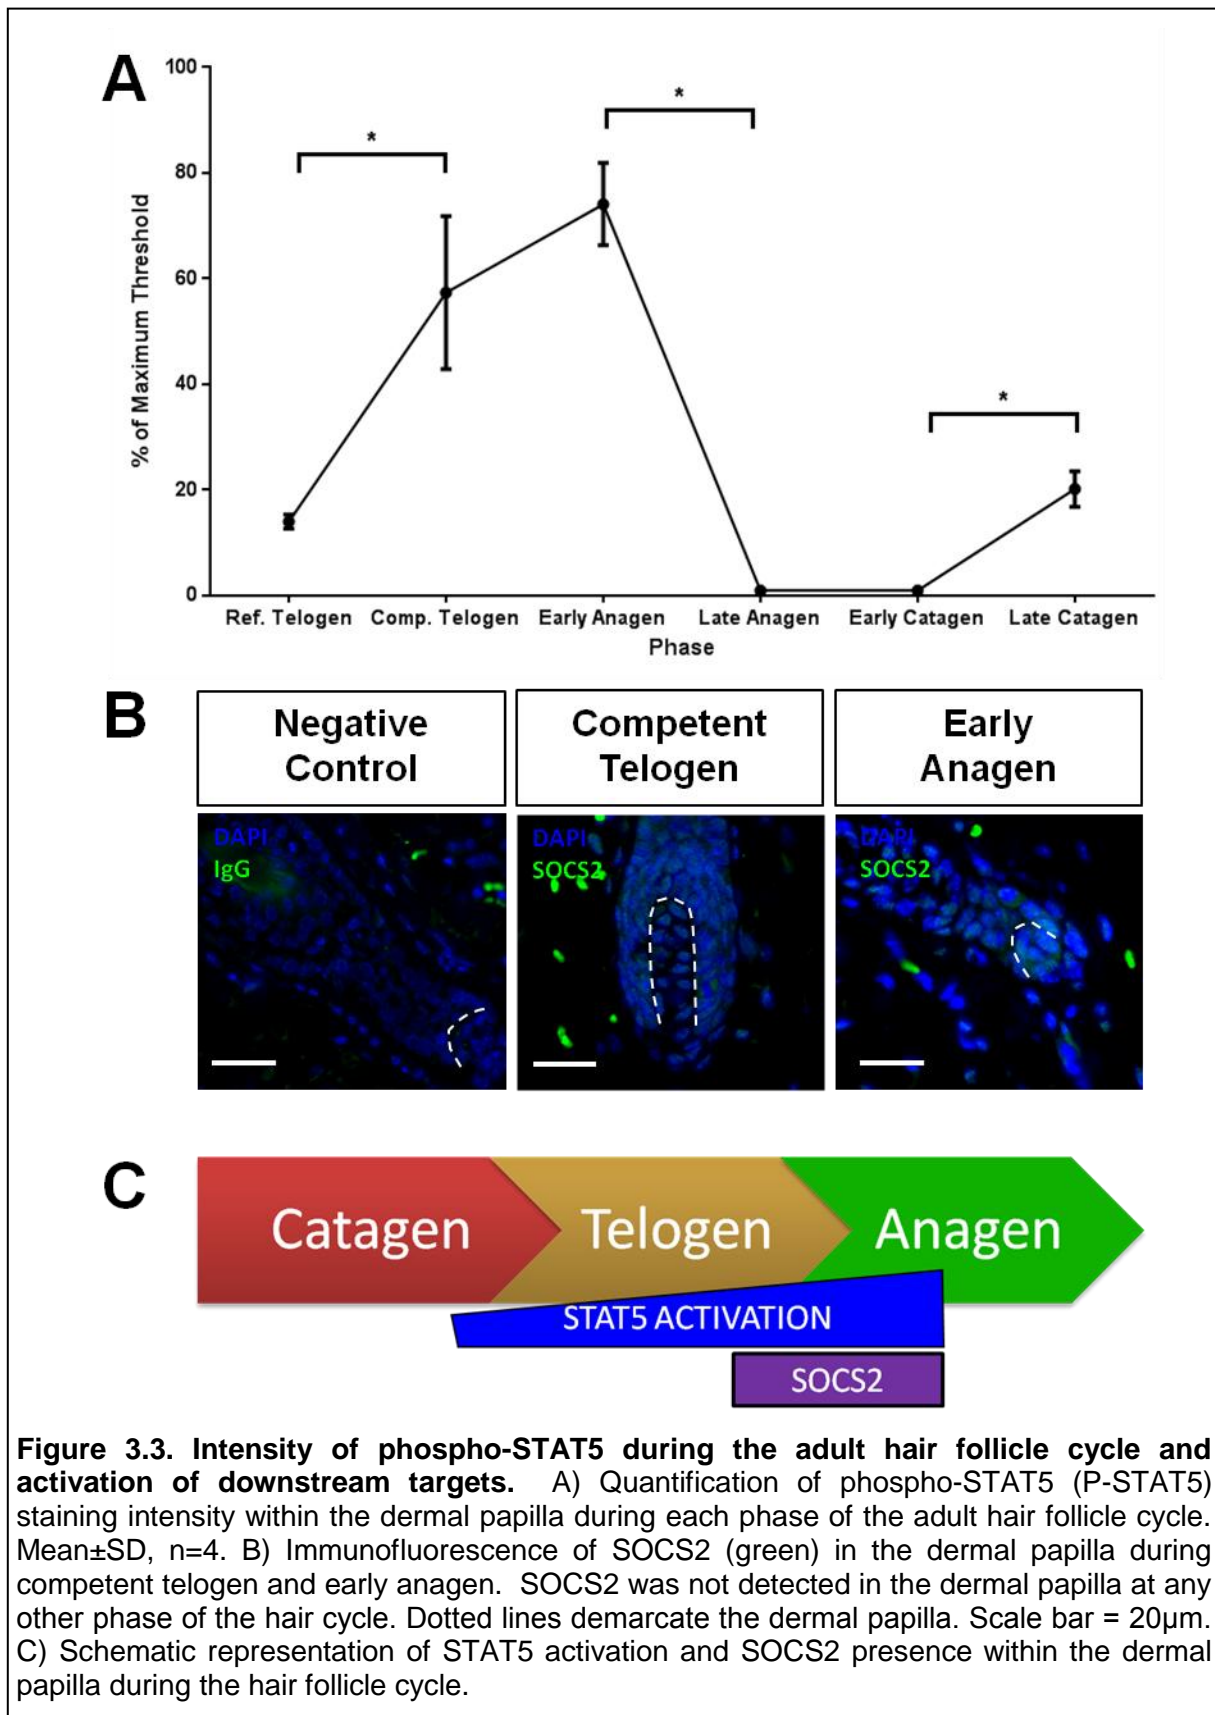 A
100
80
60
40
20
0
% of Maximum Threshold
*
*
*
Ref. Telogen Comp. Telogen Early Anagen Late Anagen Early Catagen Late Catagen
Phase
B
Negative
Control
Competent
Telogen
Early
Anagen
DAPI
IgG
DAPI
SOCS2
DAPI
SOCS2
C
Catagen
Telogen
Anagen
STAT5 ACTIVATION
SOCS2
Figure 3.3. Intensity of phospho-STAT5 during the adult hair follicle cycle and
activation of downstream targets. A) Quantification of phospho-STAT5 (P-STAT5)
staining intensity within the dermal papilla during each phase of the adult hair follicle cycle.
Mean±SD, n=4. B) Immunofluorescence of SOCS2 (green) in the dermal papilla during
competent telogen and early anagen. SOCS2 was not detected in the dermal papilla at any
other phase of the hair cycle. Dotted lines demarcate the dermal papilla. Scale bar = 20µm.
C) Schematic representation of STAT5 activation and SOCS2 presence within the dermal
papilla during the hair follicle cycle.